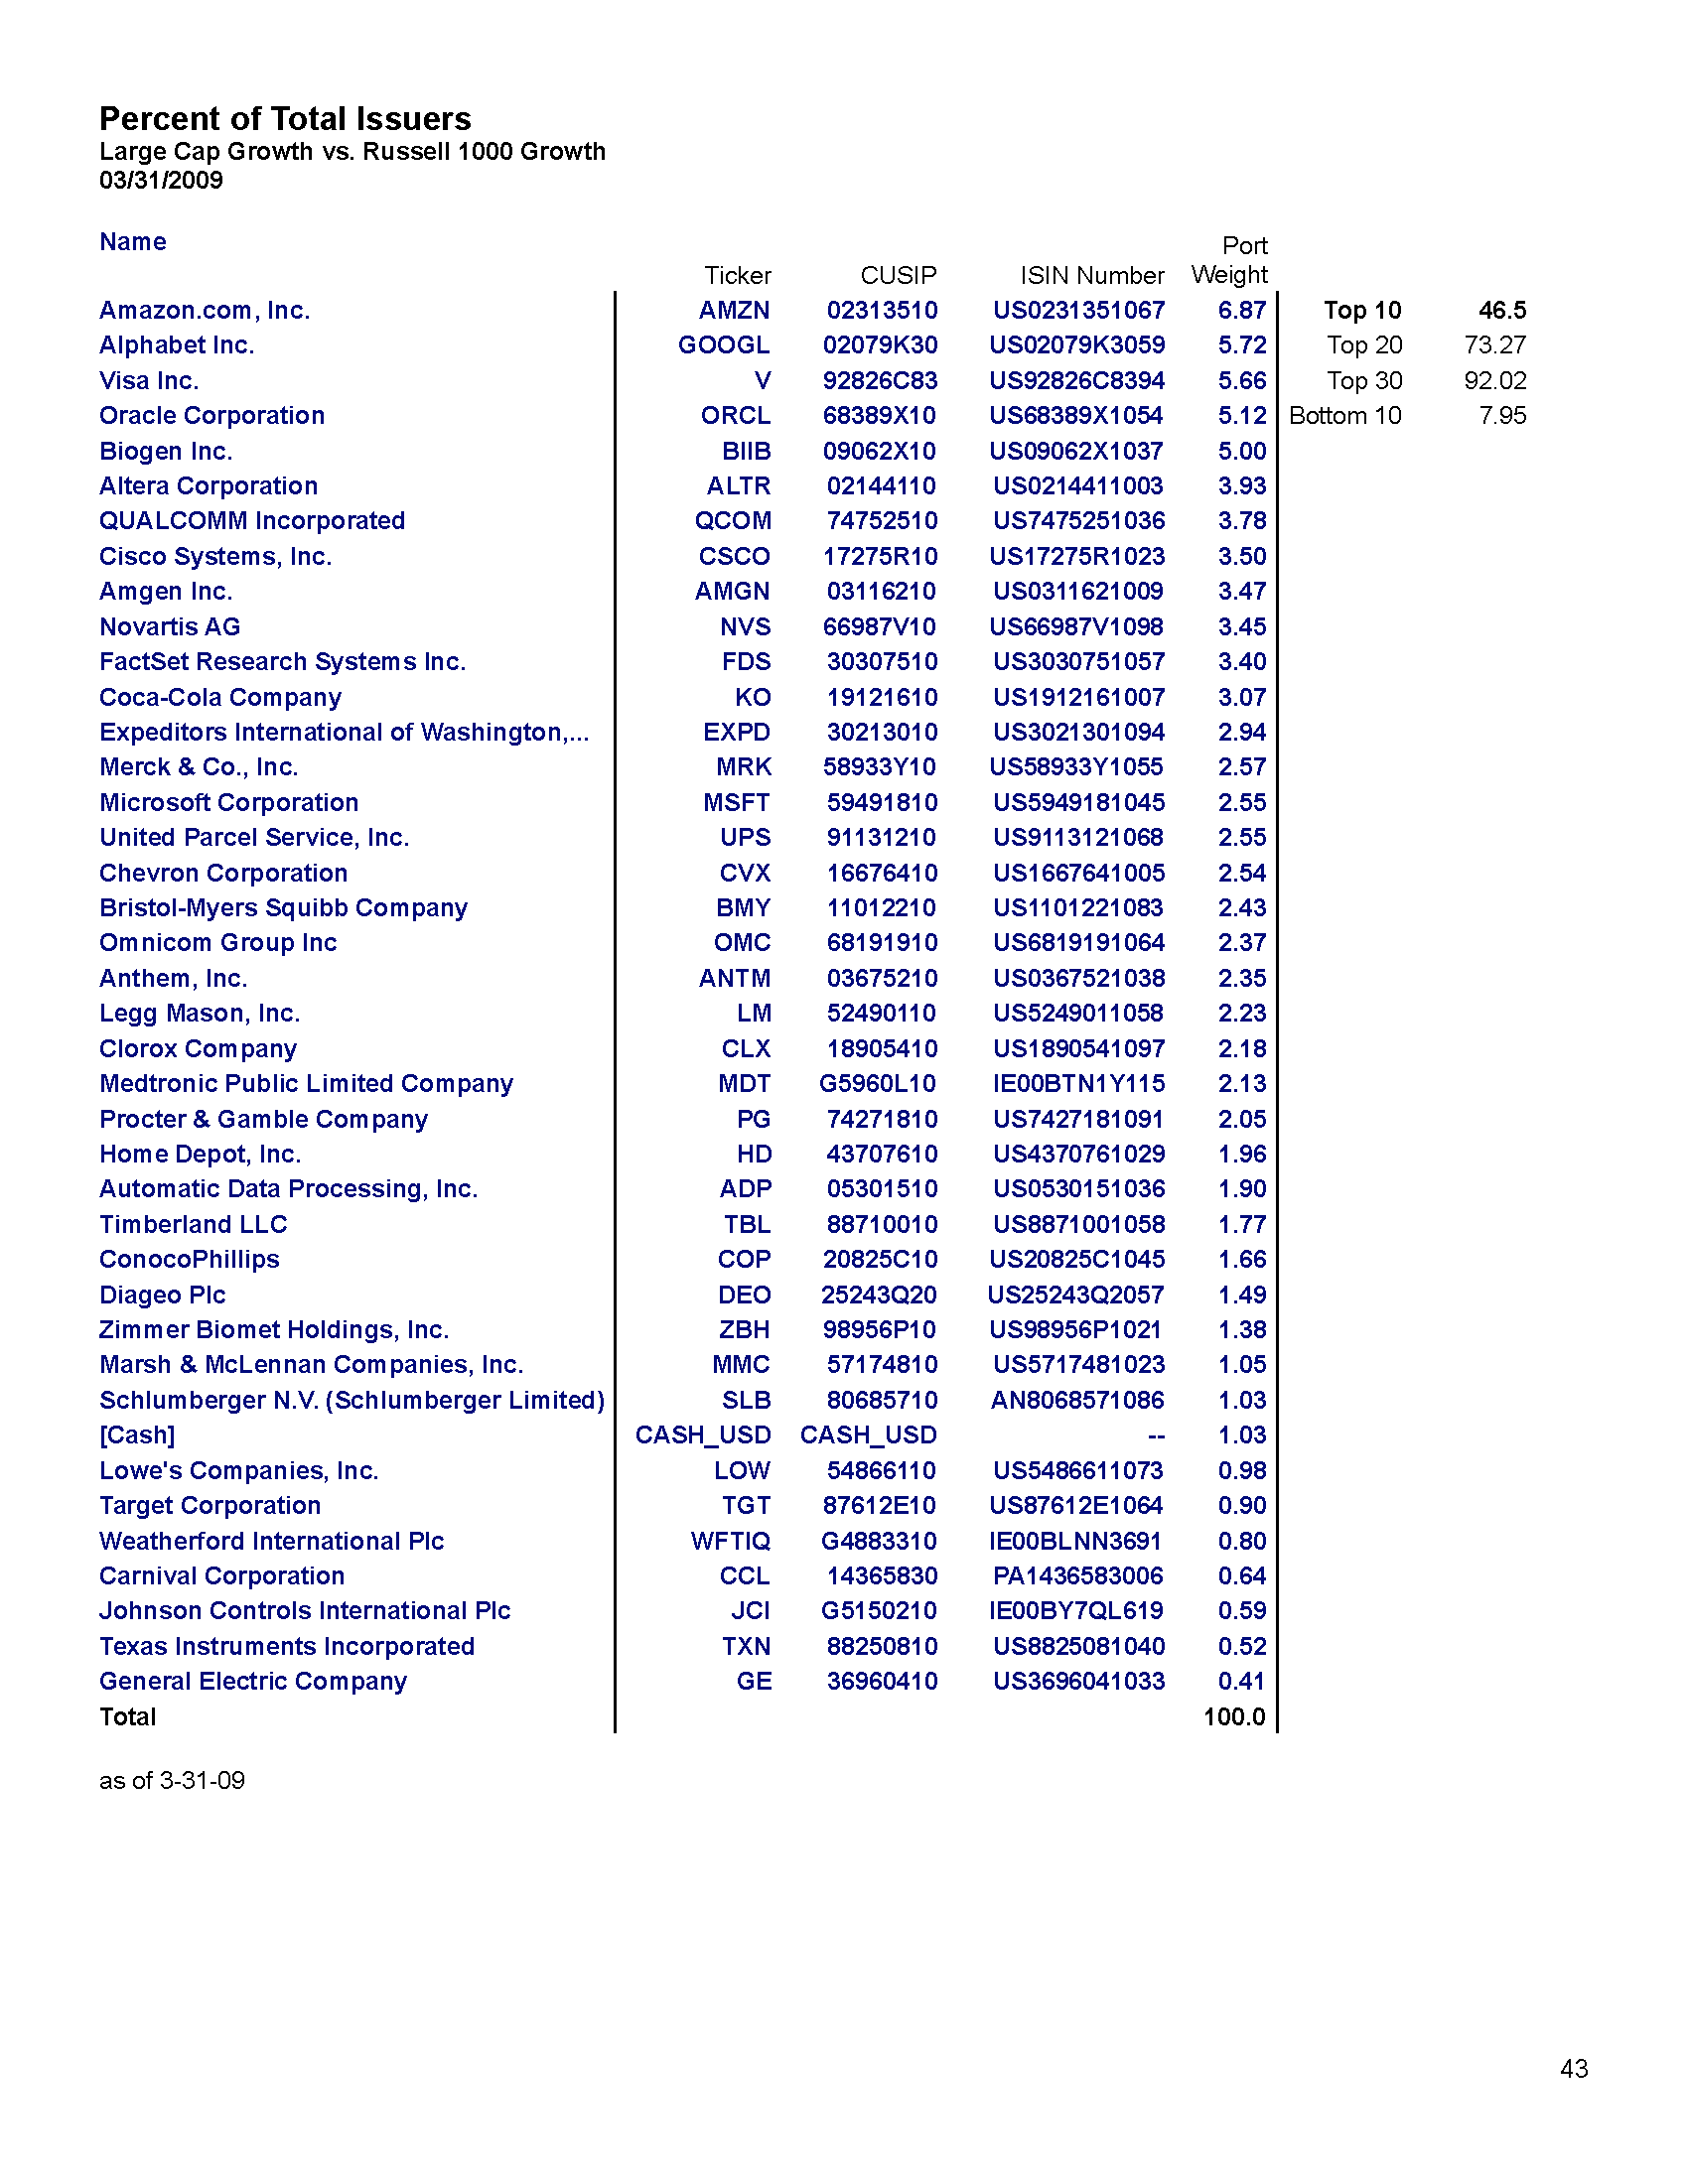 Percent of Total Issuers
Large Cap Growth vs. Russell 1000 Growth
03/31/2009
Name Ticker CUSIP ISIN Number Port Weight
Amazon.com, Inc. AMZN 02313510 US0231351067 6.87 Top 10 46.5
Alphabet Inc. GOOGL 02079K30 US02079K3059 5.72 Top 20 73.27
Visa Inc. V 92826C83 US92826C8394 5.66 Top 30 92.02
Oracle Corporation ORCL 68389X10 US68389X1054 5.12 Bottom 10 7.95
Biogen Inc. BIIB 09062X10 US09062X1037 5.00
Altera Corporation ALTR 02144110 US0214411003 3.93
QUALCOMM Incorporated QCOM 74752510 US7475251036 3.78
Cisco Systems, Inc. CSCO 17275R10 US17275R1023 3.50
Amgen Inc. AMGN 03116210 US0311621009 3.47
Novartis AG NVS 66987V10 US66987V1098 3.45
FactSet Research Systems Inc. FDS 30307510 US3030751057 3.40
Coca-Cola Company KO 19121610 US1912161007 3.07
Expeditors International of Washington,... EXPD 30213010 US3021301094 2.94
Merck & Co., Inc. MRK 58933Y10 US58933Y1055 2.57
Microsoft Corporation MSFT 59491810 US5949181045 2.55
United Parcel Service, Inc. UPS 91131210 US9113121068 2.55
Chevron Corporation CVX 16676410 US1667641005 2.54
Bristol-Myers Squibb Company BMY 11012210 US1101221083 2.43
Omnicom Group Inc OMC 68191910 US6819191064 2.37
Anthem, Inc. ANTM 03675210 US0367521038 2.35
Legg Mason, Inc. LM 52490110 US5249011058 2.23
Clorox Company CLX 18905410 US1890541097 2.18
Medtronic Public Limited Company MDT G5960L10 IE00BTN1Y115 2.13
Procter & Gamble Company PG 74271810 US7427181091 2.05
Home Depot, Inc. HD 43707610 US4370761029 1.96
Automatic Data Processing, Inc. ADP 05301510 US0530151036 1.90
Timberland LLC TBL 88710010 US8871001058 1.77
ConocoPhillips COP 20825C10 US20825C1045 1.66
Diageo Plc DEO 25243Q20 US25243Q2057 1.49
Zimmer Biomet Holdings, Inc. ZBH 98956P10 US98956P1021 1.38
Marsh & McLennan Companies, Inc. MMC 57174810 US5717481023 1.05
Schlumberger N.V. (Schlumberger Limited) SLB 80685710 AN8068571086 1.03
[Cash] CASH_USD CASH_USD -- 1.03
Lowe's Companies, Inc. LOW 54866110 US5486611073 0.98
Target Corporation TGT 87612E10 US87612E1064 0.90
Weatherford International Plc WFTIQ G4883310 IE00BLNN3691 0.80
Carnival Corporation CCL 14365830 PA1436583006 0.64
Johnson Controls International Plc JCI G5150210 IE00BY7QL619 0.59
Texas Instruments Incorporated TXN 88250810 US8825081040 0.52
General Electric Company GE 36960410 US3696041033 0.41
Total 100.0
as of 3-31-09
43